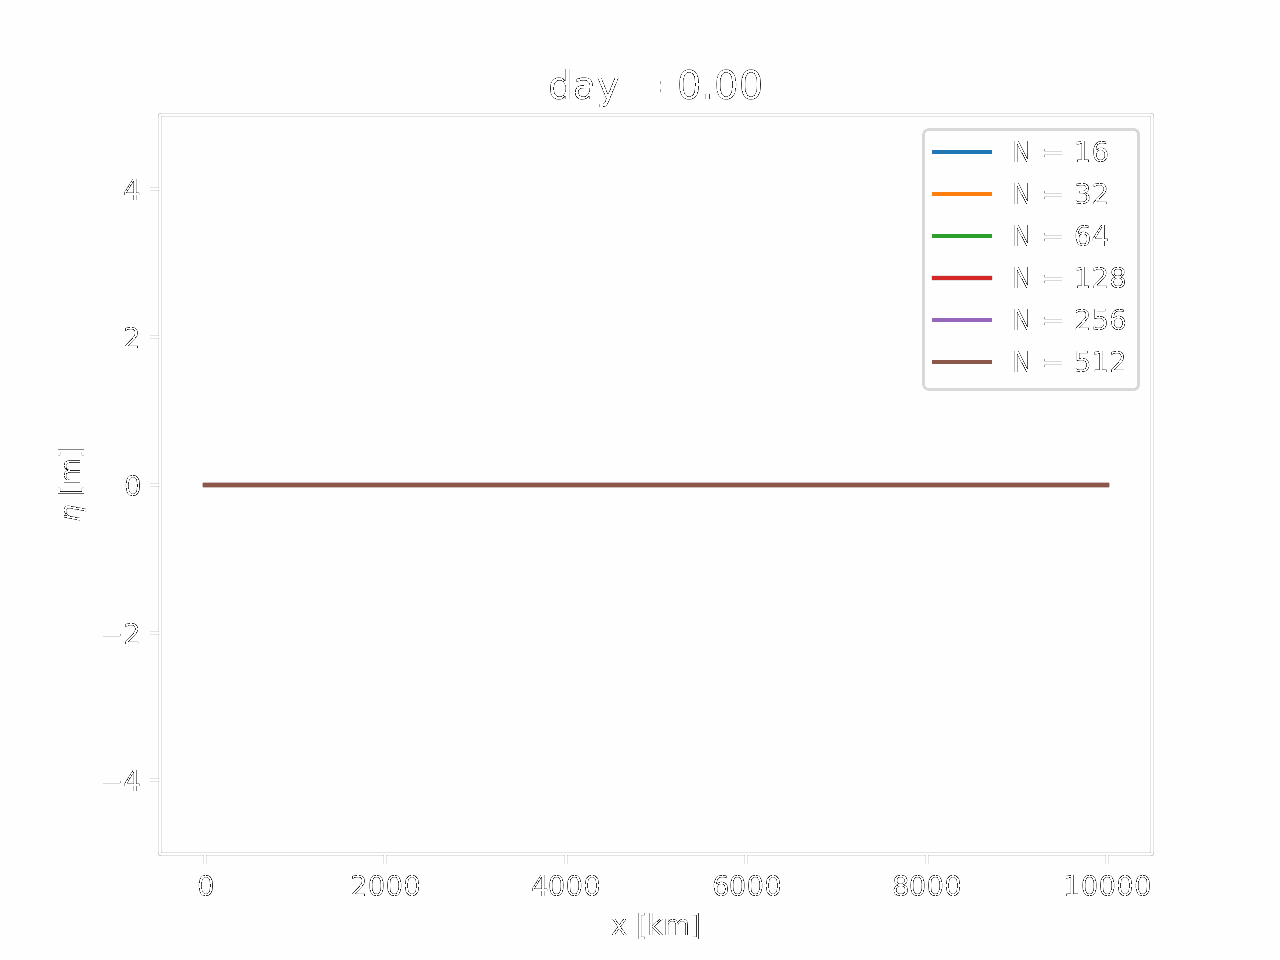 day = 0.00
N = 16
N = 32
N = 64
N = 128
N = 256
N = 512
4
2
0
−2
−4
η [m]
0 2000 4000 6000 8000 10000
x [km]